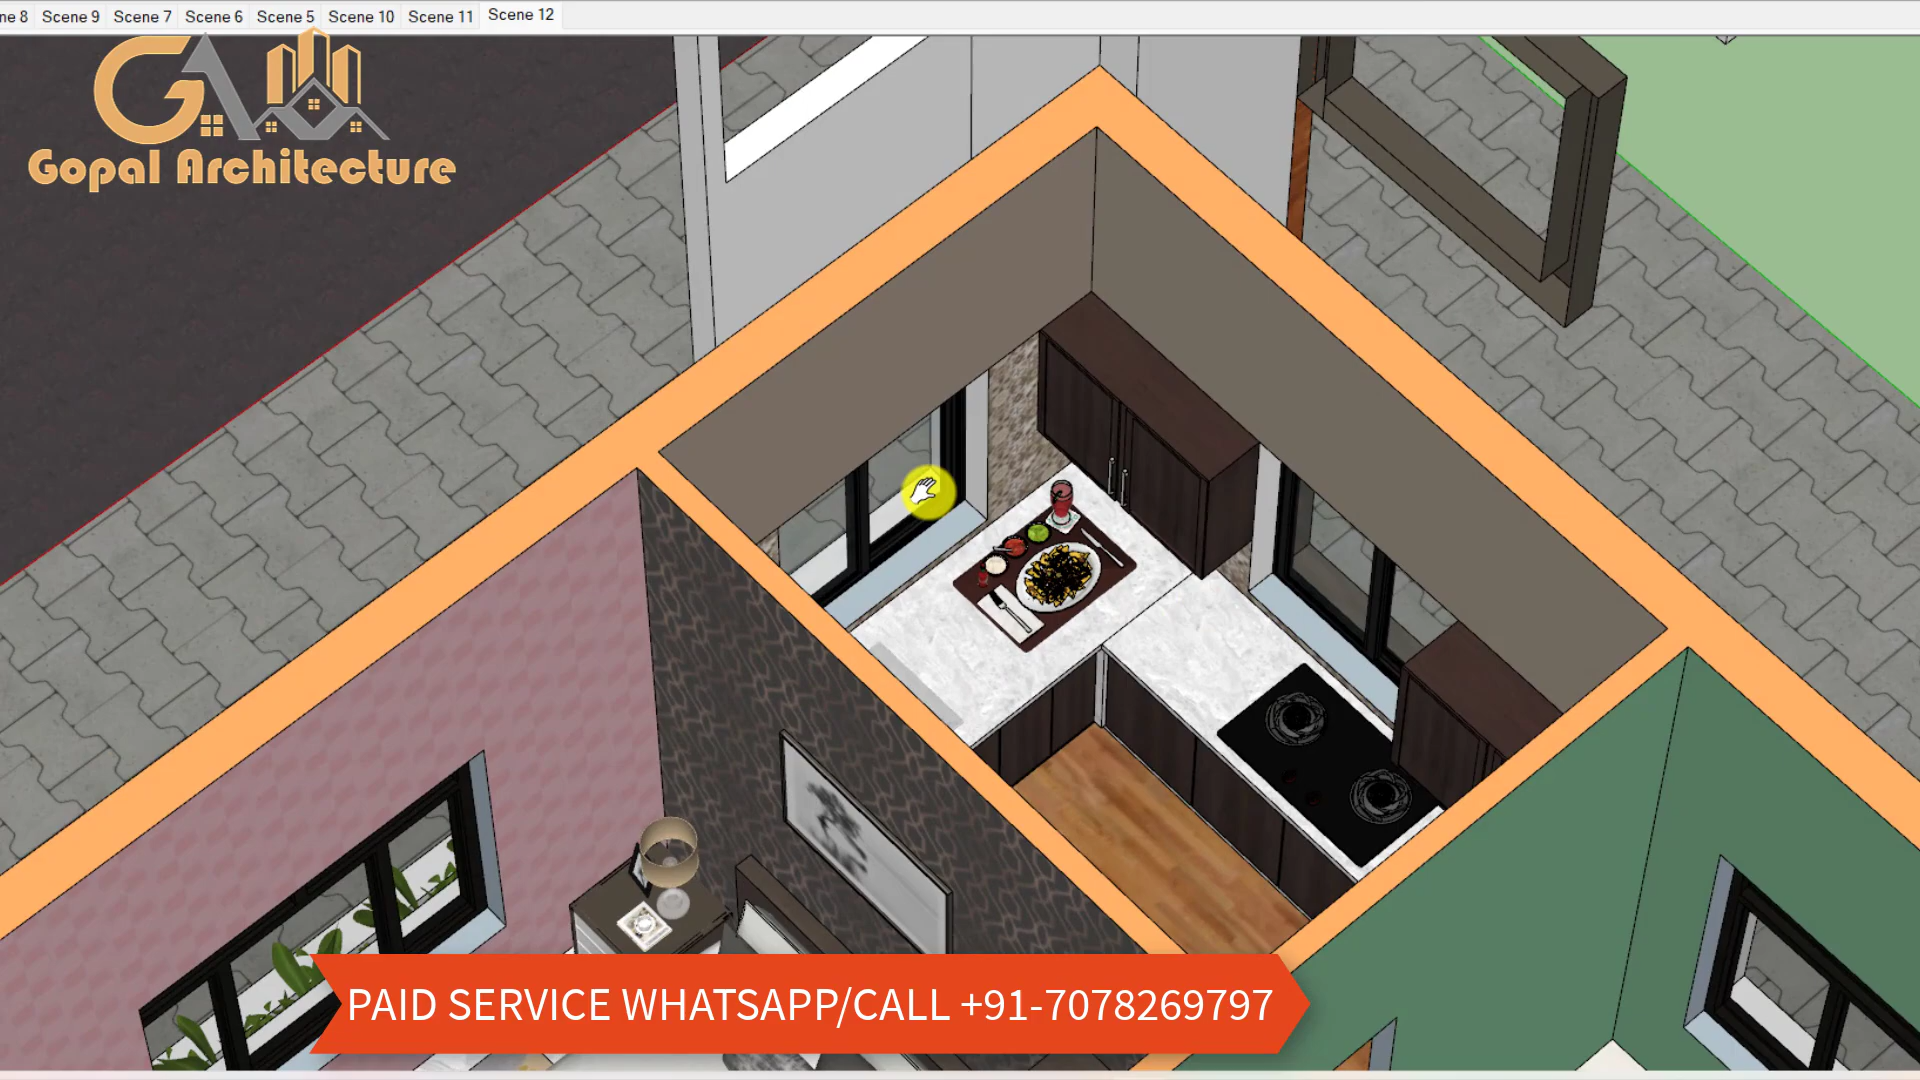 ne 8 Scene 9 Scene 7 Scene 6 Scene 5 Scene 10 Scene 11 Scene 12
Gopal Architecture
PAID SERVICE WHATSAPP/CALL +91-7078269797